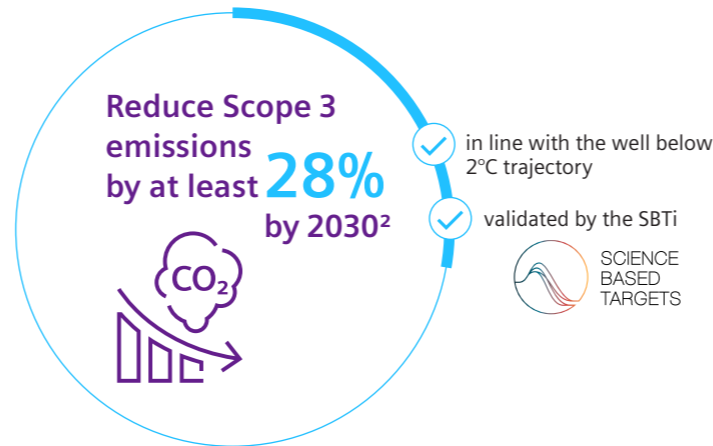 Reduce Scope 3
emissions
by at least 28%
by 2030²
CO₂
in line with the well below
2°C trajectory
validated by the SBTi
SCIENCE
BASED
TARGETS